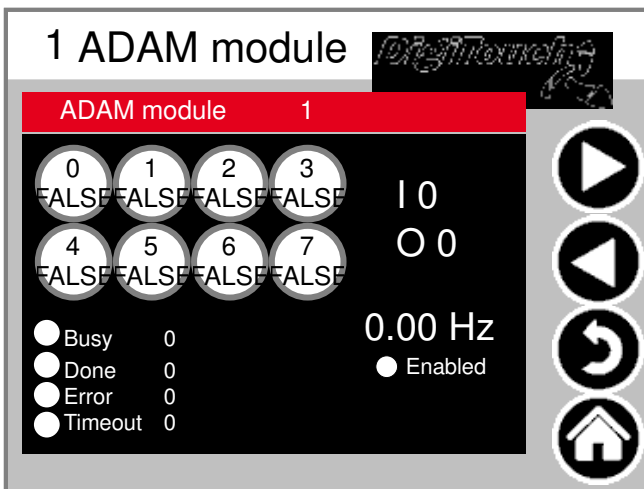 1 ADAM module
DigiTouch
ADAM module 1
0 1 2 3
FALSE FALSE FALSE FALSE
I 0
4 5 6 7
FALSE FALSE FALSE FALSE
O 0
0.00 Hz
Enabled
Busy 0
Done 0
Error 0
Timeout 0